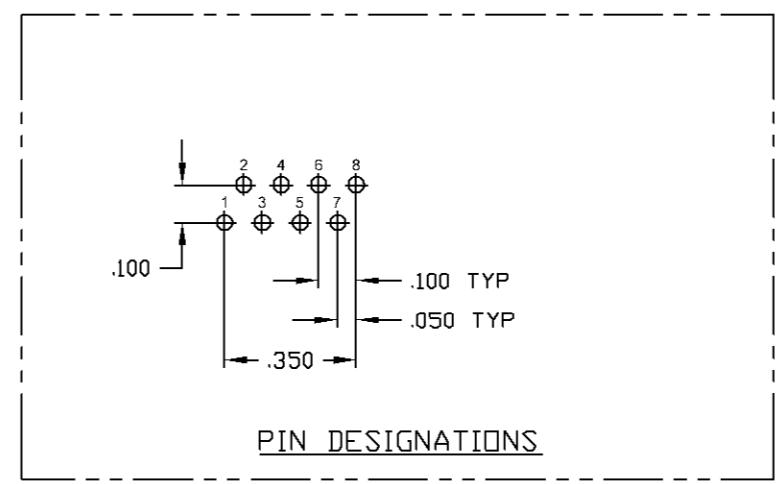 2 4 6 8
1 3 5 7
.100
.100 TYP
.050 TYP
.350
PIN DESIGNATIONS